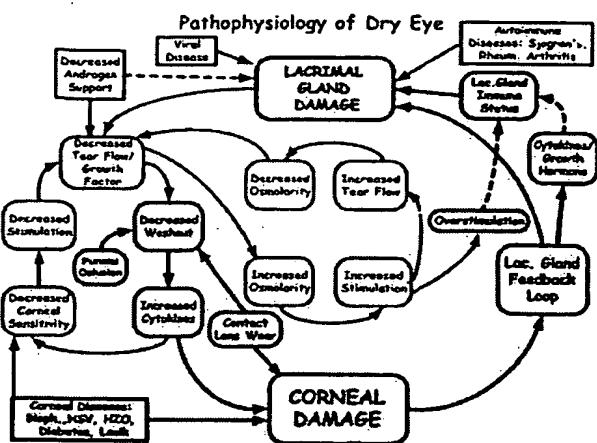 Pathophysiology of Dry Eye
Viral
Disease
Autoimmune
Diseases: Sjogren's,
Rheum. Arthritis
Decreased
Androgen
Support
LACRIMAL
GLAND
DAMAGE
Lac. Gland
Immune
Status
Decreased
Tear Flow/
Growth
Factor
Cytokines/
Growth
Hormone
Decreased
Osmolarity
Increased
Tear Flow
Decreased
Stimulation
Decreased
Washout
Overstimulation
Punctal
Occlusion
Lac. Gland
Feedback
Loop
Increased
Osmolarity
Increased
Stimulation
Decreased
Corneal
Sensitivity
Increased
Cytokines
Contact
Lens Wear
CORNEAL
DAMAGE
Corneal Diseases:
HSV, HZO,
Diabetes, Lasik